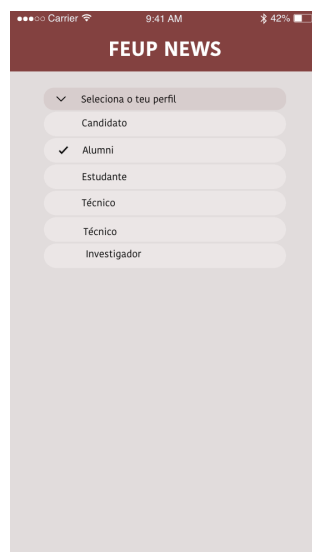 Carrier 9:41 AM 42%
FEUP NEWS
Seleciona o teu perfil
Candidato
Alumni
Estudante
Técnico
Técnico
Investigador